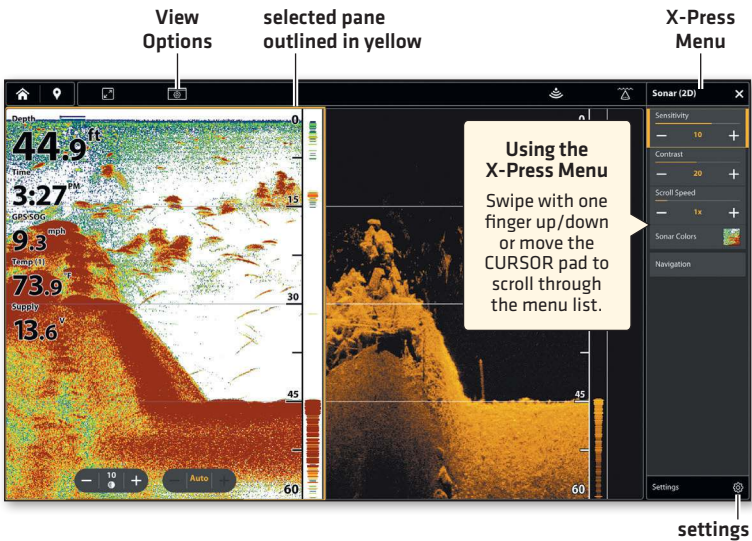 View
Options
selected pane
outlined in yellow
X-Press
Menu
Sonar (2D)
Depth
44.9 ft
Time
3:27 PM
GPS SOG
9.3 mph
Temp (1)
73.9 °F
Supply
13.6 V
0
15
30
45
60
10
Auto
0
45
60
Using the
X-Press Menu
Swipe with one
finger up/down
or move the
CURSOR pad to
scroll through
the menu list.
Sensitivity
10
Contrast
20
Scroll Speed
1x
Sonar Colors
Navigation
Settings
settings